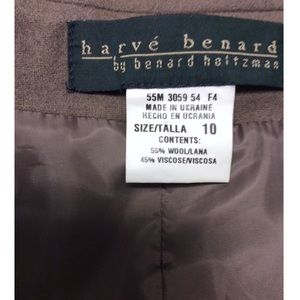 harvé benard
by benard holtzman
55M 3059 54 F4
MADE IN UKRAINE
HECHO EN UCRANIA
SIZE/TALLA 10
CONTENTS:
55% WOOL/LANA
45% VISCOSE/VISCOSA